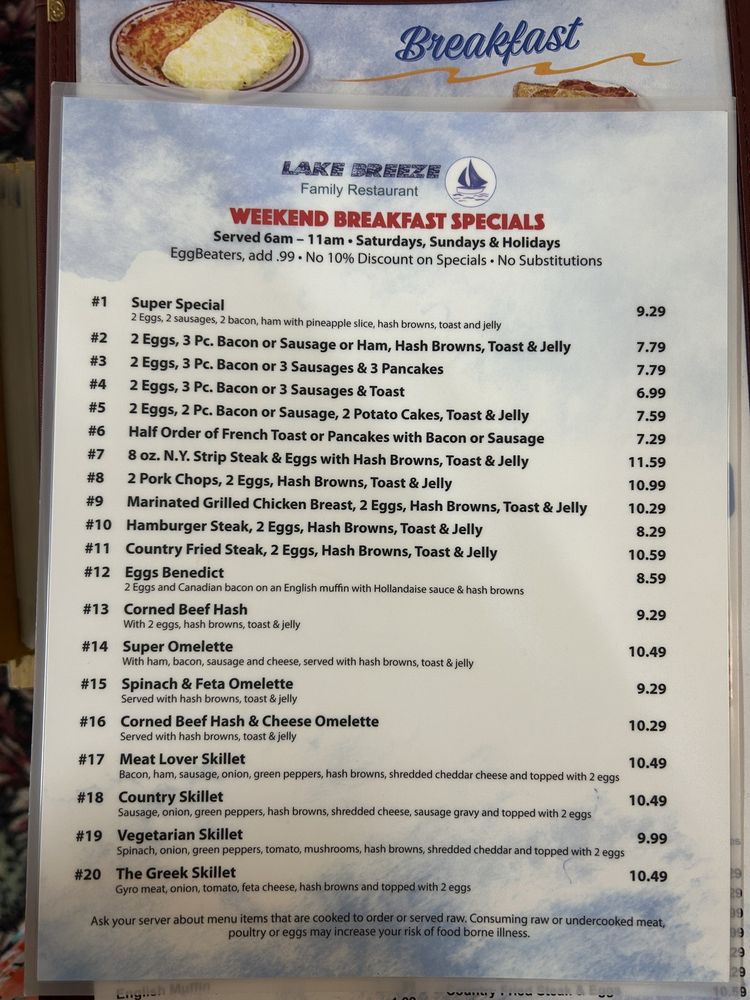 Breakfast
LAKE BREEZE
Family Restaurant
WEEKEND BREAKFAST SPECIALS
Served 6am – 11am • Saturdays, Sundays & Holidays
EggBeaters, add .99 • No 10% Discount on Specials • No Substitutions
#1 Super Special 9.29
2 Eggs, 2 sausages, 2 bacon, ham with pineapple slice, hash browns, toast and jelly
#2 2 Eggs, 3 Pc. Bacon or Sausage or Ham, Hash Browns, Toast & Jelly 7.79
#3 2 Eggs, 3 Pc. Bacon or 3 Sausages & 3 Pancakes 7.79
#4 2 Eggs, 3 Pc. Bacon or 3 Sausages & Toast 6.99
#5 2 Eggs, 2 Pc. Bacon or Sausage, 2 Potato Cakes, Toast & Jelly 7.59
#6 Half Order of French Toast or Pancakes with Bacon or Sausage 7.29
#7 8 oz. N.Y. Strip Steak & Eggs with Hash Browns, Toast & Jelly 11.59
#8 2 Pork Chops, 2 Eggs, Hash Browns, Toast & Jelly 10.99
#9 Marinated Grilled Chicken Breast, 2 Eggs, Hash Browns, Toast & Jelly 10.29
#10 Hamburger Steak, 2 Eggs, Hash Browns, Toast & Jelly 8.29
#11 Country Fried Steak, 2 Eggs, Hash Browns, Toast & Jelly 10.59
#12 Eggs Benedict 8.59
2 Eggs and Canadian bacon on an English muffin with Hollandaise sauce & hash browns
#13 Corned Beef Hash 9.29
With 2 eggs, hash browns, toast & jelly
#14 Super Omelette 10.49
With ham, bacon, sausage and cheese, served with hash browns, toast & jelly
#15 Spinach & Feta Omelette 9.29
Served with hash browns, toast & jelly
#16 Corned Beef Hash & Cheese Omelette 10.29
Served with hash browns, toast & jelly
#17 Meat Lover Skillet 10.49
Bacon, ham, sausage, onion, green peppers, hash browns, shredded cheddar cheese and topped with 2 eggs
#18 Country Skillet 10.49
Sausage, onion, green peppers, hash browns, shredded cheese, sausage gravy and topped with 2 eggs
#19 Vegetarian Skillet 9.99
Spinach, onion, green peppers, tomato, mushrooms, hash browns, shredded cheddar and topped with 2 eggs
#20 The Greek Skillet 10.49
Gyro meat, onion, tomato, feta cheese, hash browns and topped with 2 eggs
Ask your server about menu items that are cooked to order or served raw. Consuming raw or undercooked meat,
poultry or eggs may increase your risk of food borne illness.
English Muffin
Country Fried Steak & Eggs